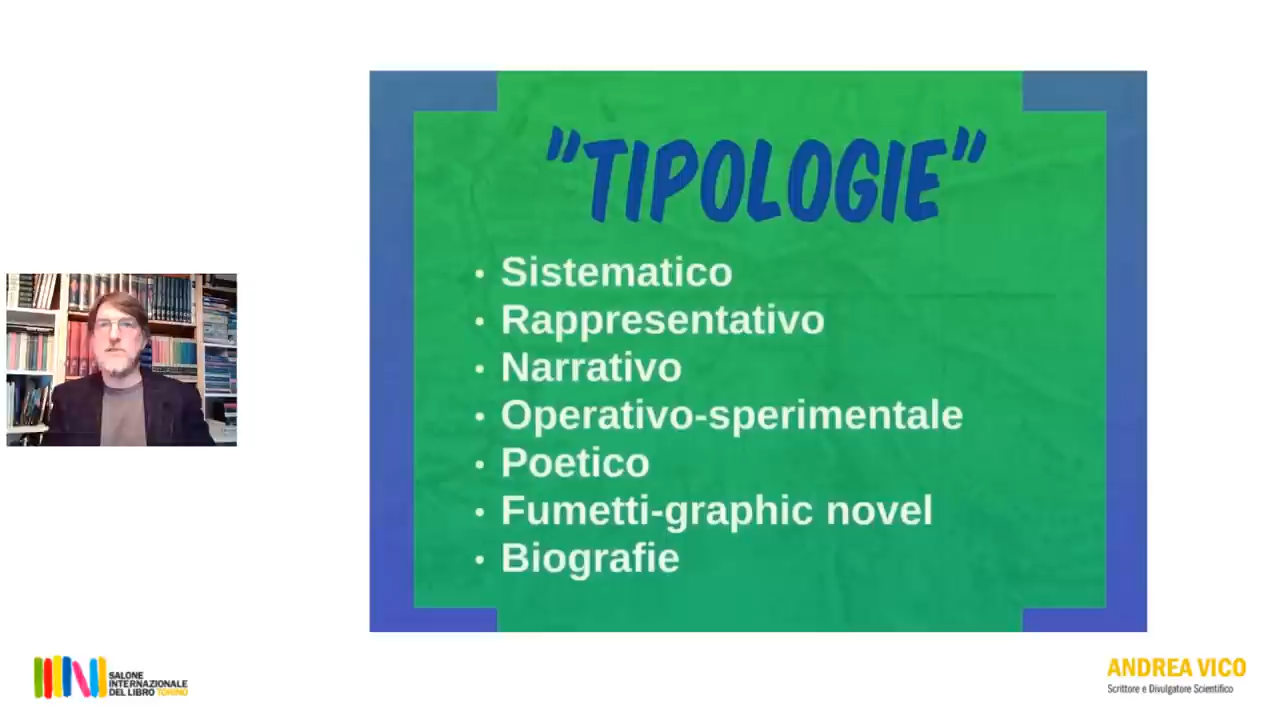 "TIPOLOGIE"
• Sistematico
• Rappresentativo
• Narrativo
• Operativo-sperimentale
• Poetico
• Fumetti-graphic novel
• Biografie
SALONE
INTERNAZIONALE
DEL LIBRO TORINO
ANDREA VICO
Scrittore e Divulgatore Scientifico